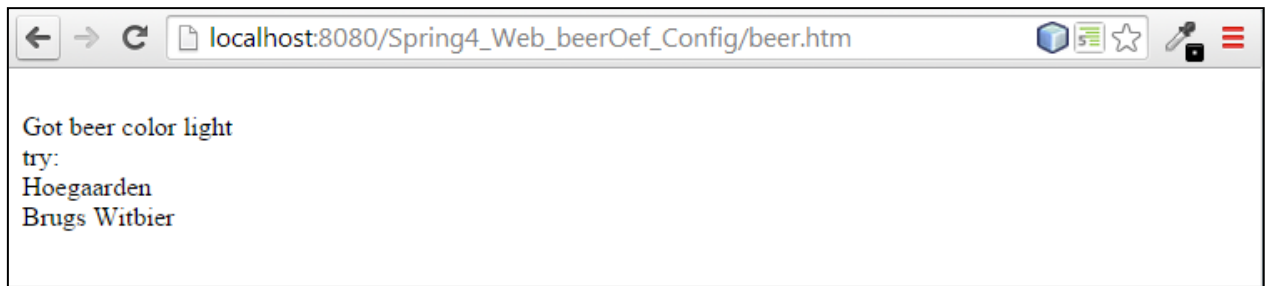 localhost:8080/Spring4_Web_beerOef_Config/beer.htm
Got beer color light
try:
Hoegaarden
Brugs Witbier